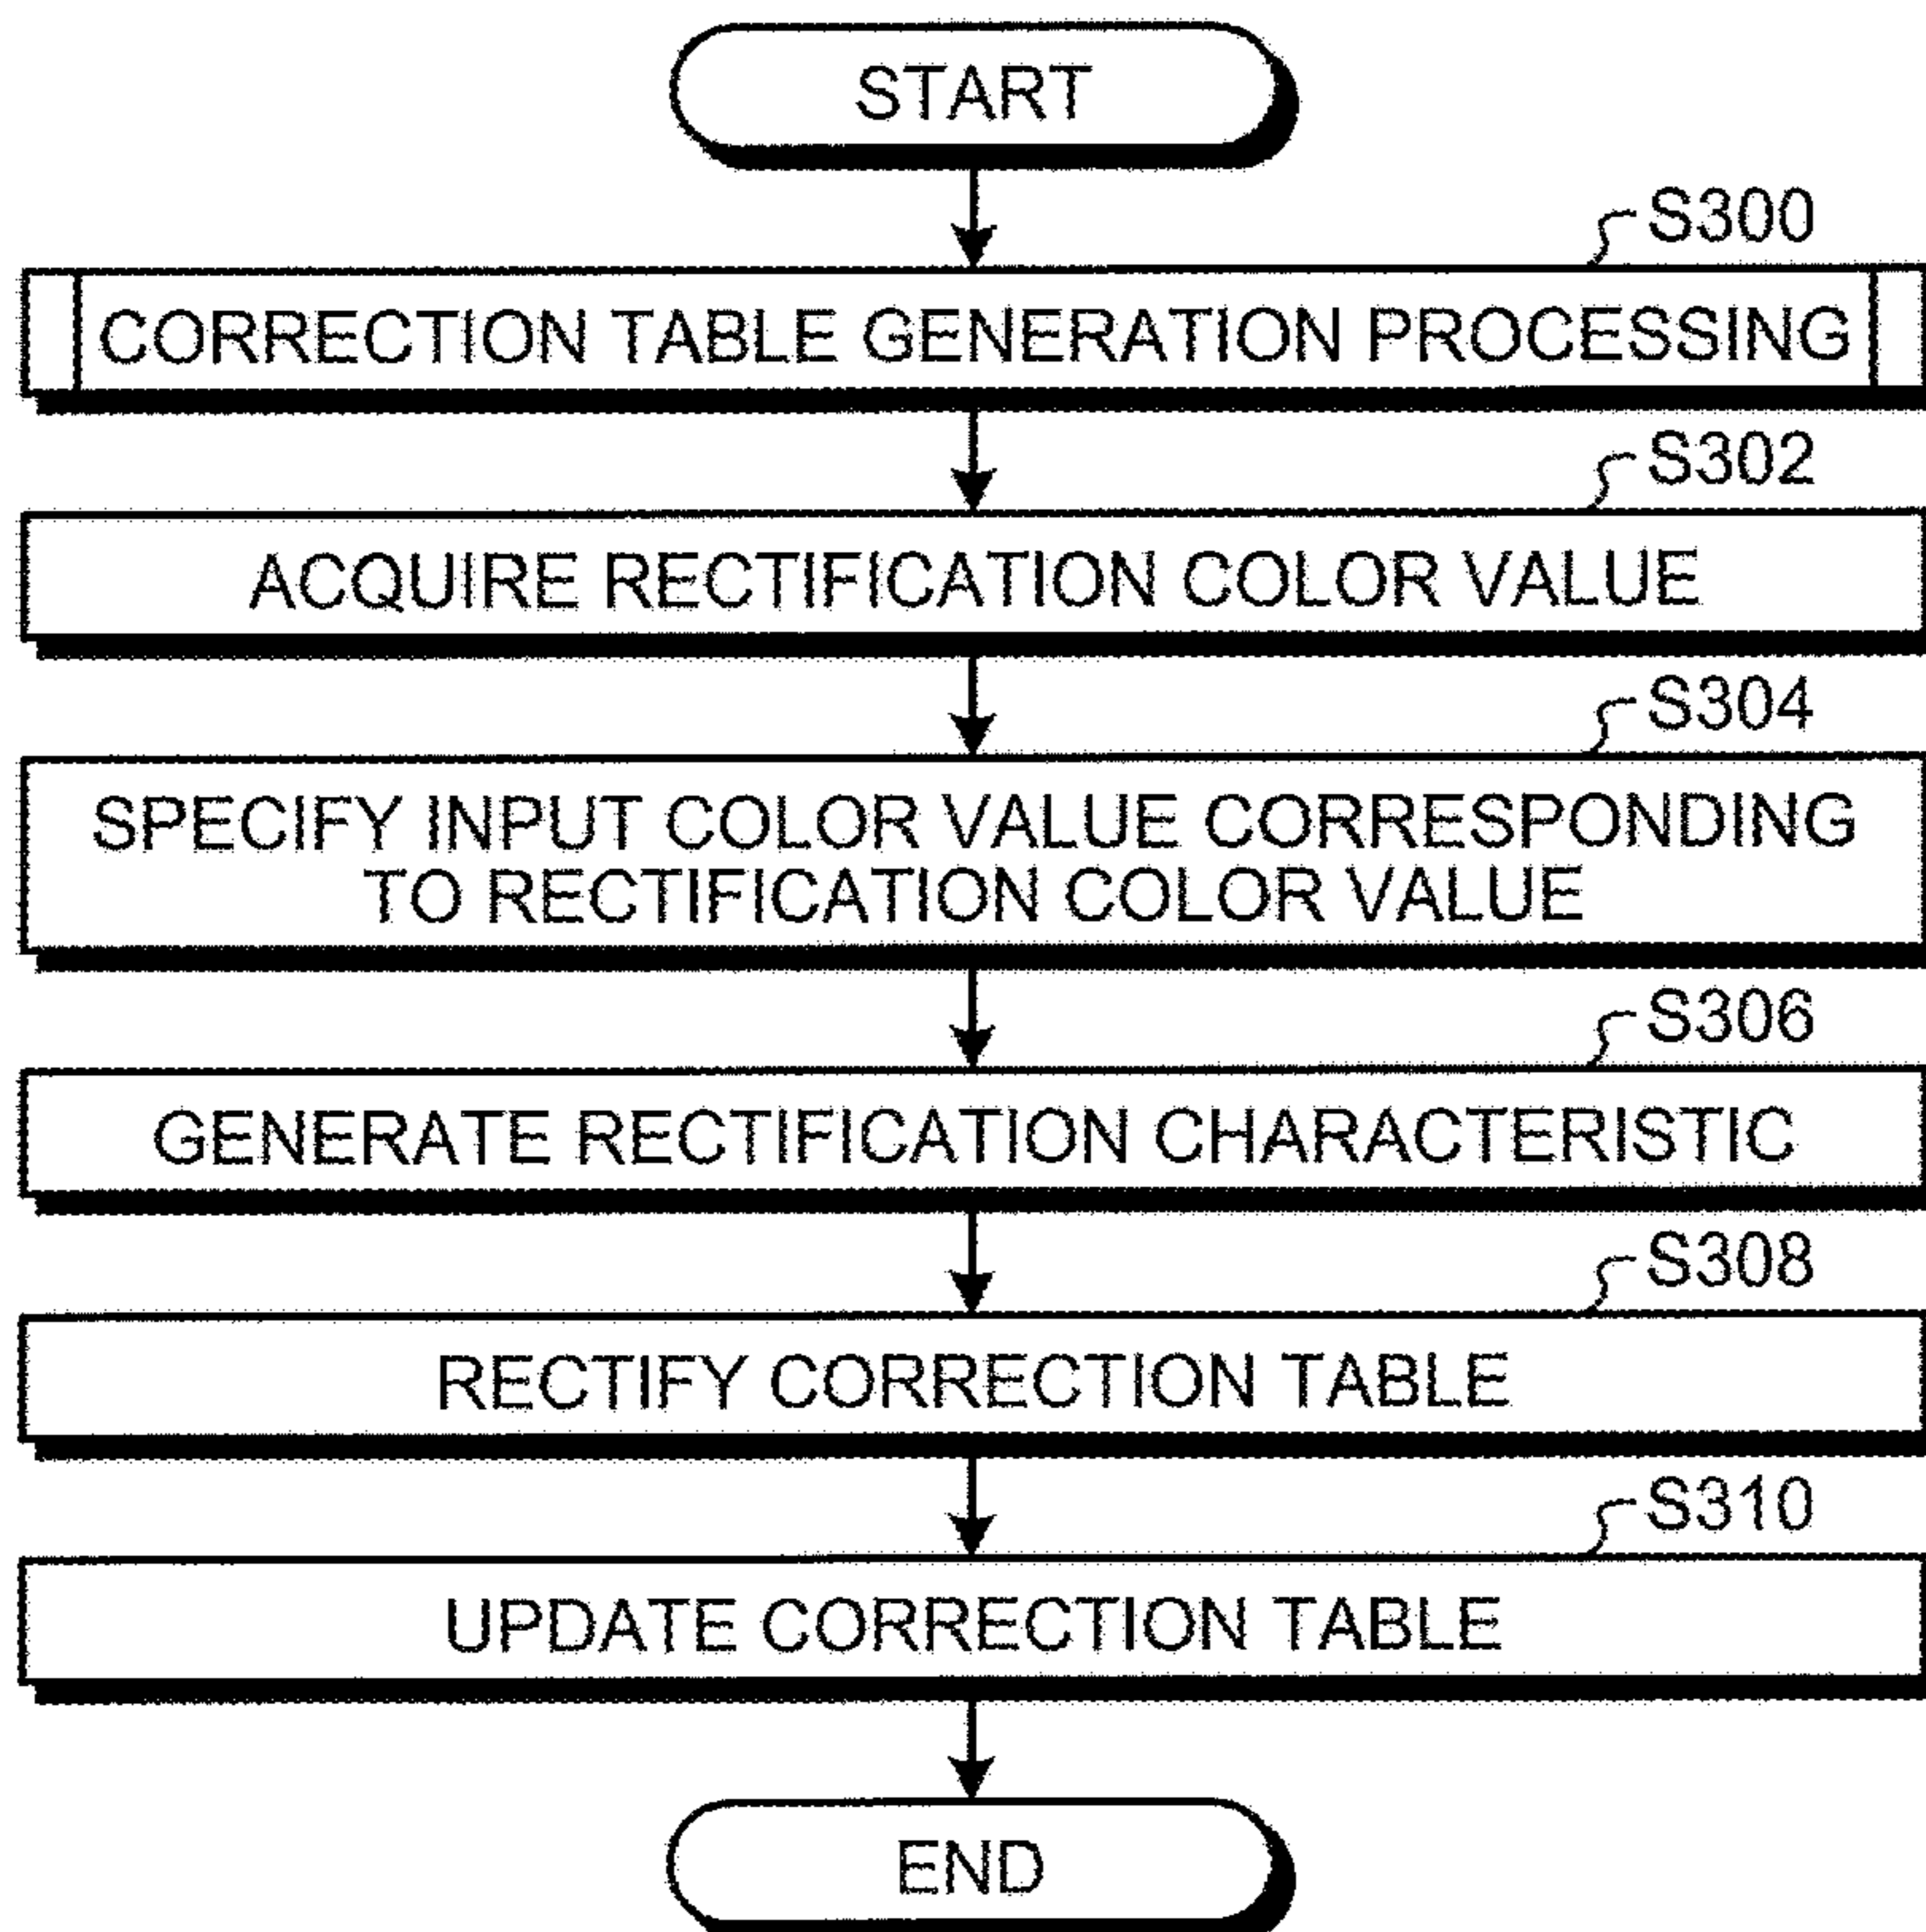 START
S300
CORRECTION TABLE GENERATION PROCESSING
S302
ACQUIRE RECTIFICATION COLOR VALUE
S304
SPECIFY INPUT COLOR VALUE CORRESPONDING
TO RECTIFICATION COLOR VALUE
S306
GENERATE RECTIFICATION CHARACTERISTIC
S308
RECTIFY CORRECTION TABLE
S310
UPDATE CORRECTION TABLE
END